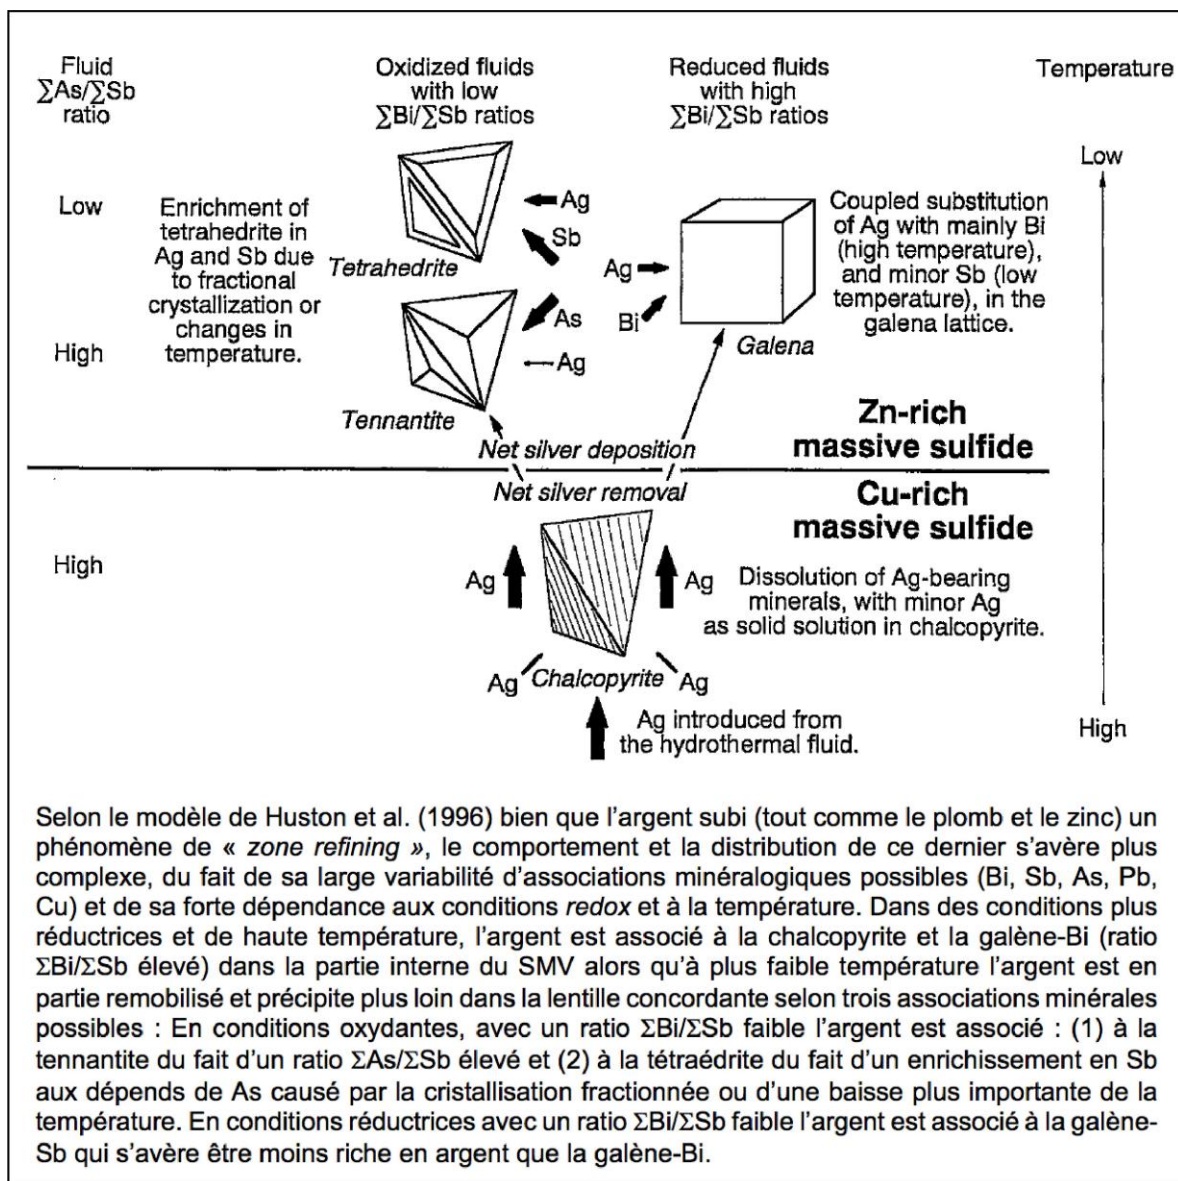 Fluid
∑As/∑Sb
ratio
Oxidized fluids
with low
∑Bi/∑Sb ratios
Reduced fluids
with high
∑Bi/∑Sb ratios
Temperature
Low
Low
Enrichment of
tetrahedrite in
Ag and Sb due
to fractional
crystallization or
changes in
temperature.
Ag
Sb
Tetrahedrite
As
Ag
Tennantite
High
Ag
Bi
Galena
Coupled substitution
of Ag with mainly Bi
(high temperature),
and minor Sb (low
temperature), in the
galena lattice.
Zn-rich
massive sulfide
Net silver deposition
Net silver removal
Cu-rich
massive sulfide
High
Ag
Ag
Dissolution of Ag-bearing
minerals, with minor Ag
as solid solution in chalcopyrite.
Ag Chalcopyrite Ag
Ag introduced from
the hydrothermal fluid.
High
Selon le modèle de Huston et al. (1996) bien que l'argent subi (tout comme le plomb et le zinc) un
phénomène de « zone refining », le comportement et la distribution de ce dernier s'avère plus
complexe, du fait de sa large variabilité d'associations minéralogiques possibles (Bi, Sb, As, Pb,
Cu) et de sa forte dépendance aux conditions redox et à la température. Dans des conditions plus
réductrices et de haute température, l'argent est associé à la chalcopyrite et la galène-Bi (ratio
ΣBi/ΣSb élevé) dans la partie interne du SMV alors qu'à plus faible température l'argent est en
partie remobilisé et précipite plus loin dans la lentille concordante selon trois associations minérales
possibles : En conditions oxydantes, avec un ratio ΣBi/ΣSb faible l'argent est associé : (1) à la
tennantite du fait d'un ratio ΣAs/ΣSb élevé et (2) à la tétraédrite du fait d'un enrichissement en Sb
aux dépends de As causé par la cristallisation fractionnée ou d'une baisse plus importante de la
température. En conditions réductrices avec un ratio ΣBi/ΣSb faible l'argent est associé à la galène-
Sb qui s'avère être moins riche en argent que la galène-Bi.